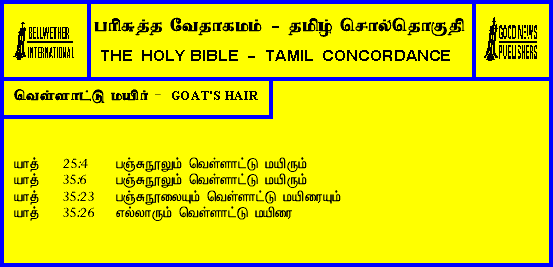 BELLWETHER
INTERNATIONAL
பரிசுத்த வேதாகமம் - தமிழ் சொல்தொகுதி
THE HOLY BIBLE - TAMIL CONCORDANCE
GOOD NEWS
PUBLISHERS
வெள்ளாட்டு மயிர் - GOAT'S HAIR
யாத் 25:4 பஞ்சுநூலும் வெள்ளாட்டு மயிரும்
யாத் 35:6 பஞ்சுநூலும் வெள்ளாட்டு மயிரும்
யாத் 35:23 பஞ்சுநூலையும் வெள்ளாட்டு மயிரையும்
யாத் 35:26 எல்லாரும் வெள்ளாட்டு மயிரை